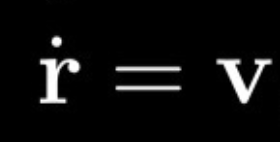 ṙ = v